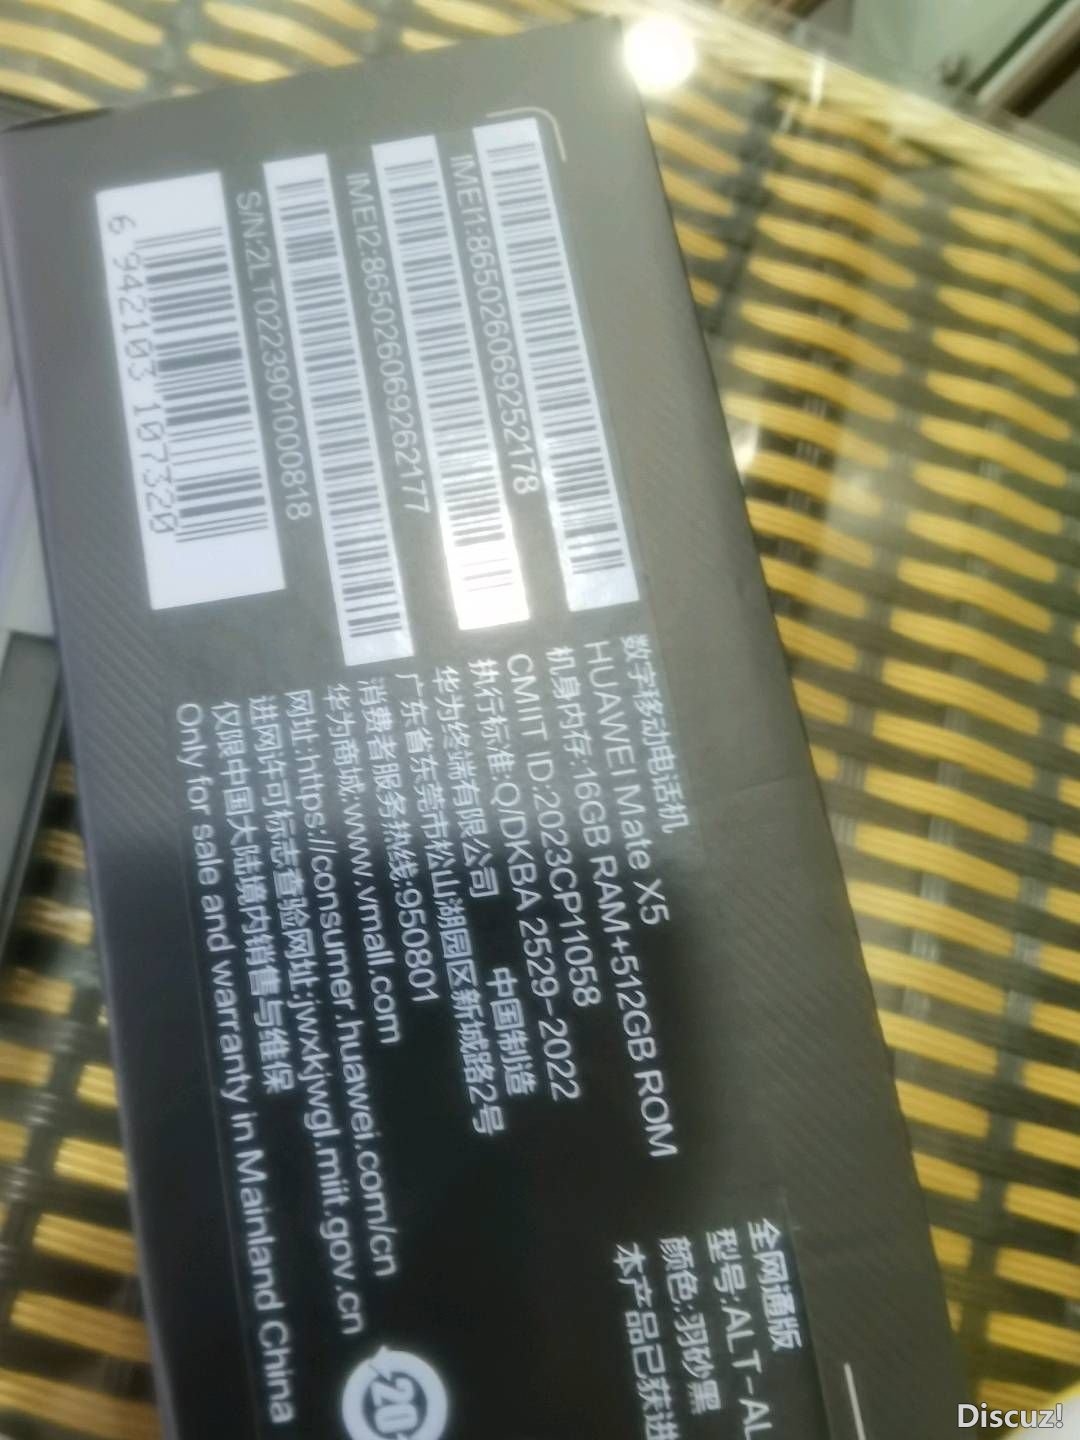 数字移动电话机
HUAWEI Mate X5
机身内存:16GB RAM+512GB ROM
CMIIT ID:2023CP11058
执行标准:Q/DKBA 2529-2022
华为终端有限公司 中国制造
广东省东莞市松山湖园区新城路2号
消费者服务热线:950801
华为商城:www.vmall.com
网址:https://consumer.huawei.com/cn
进网许可标志查验网址:jwxkjwgl.miit.gov.cn
仅限中国大陆境内销售与维保
Only for sale and warranty in Mainland China
IMEI1:865026069252178
IMEI2:865026069262177
S/N:2LT0223901000818
6 942103 107320
全网通版
型号:ALT-AL
颜色:羽砂黑
本产品已获进
20
Discuz!